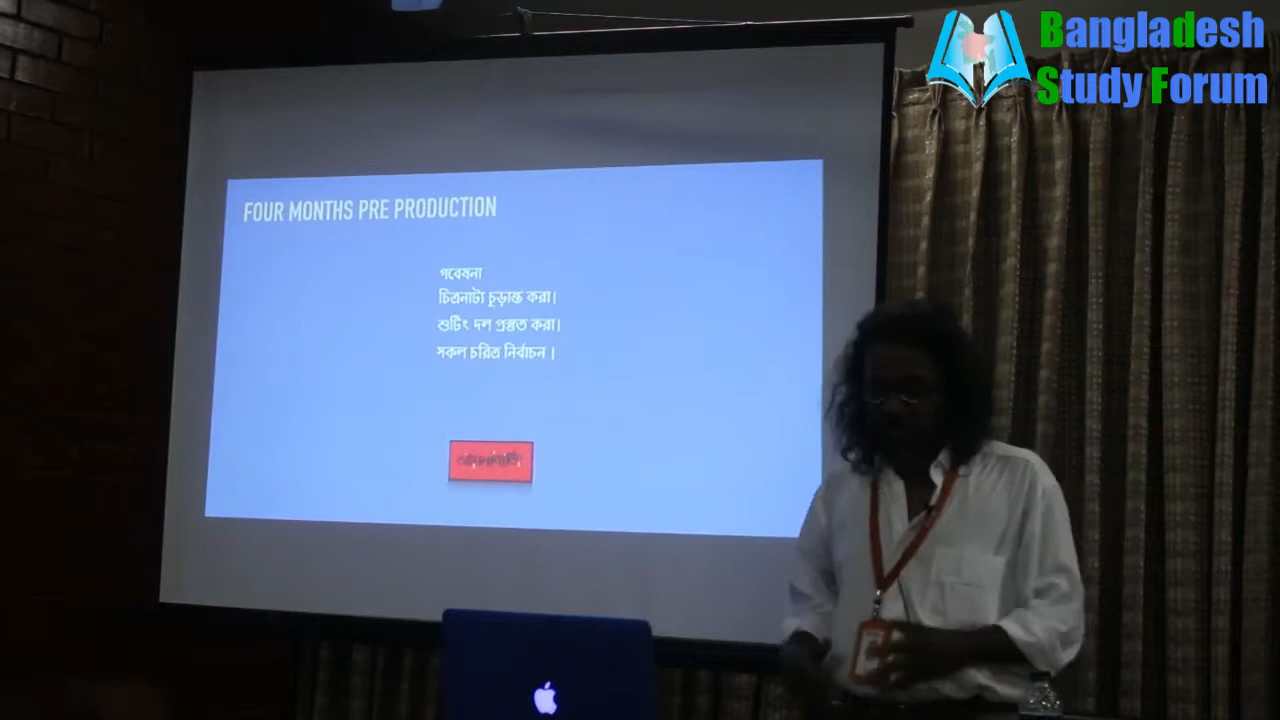 Bangladesh
Study Forum
FOUR MONTHS PRE PRODUCTION
গবেষনা
চিত্রনাট্য চুড়ান্ত করা।
শুটিং দল প্রস্তুত করা।
সকল চরিত্র নির্বাচন ।